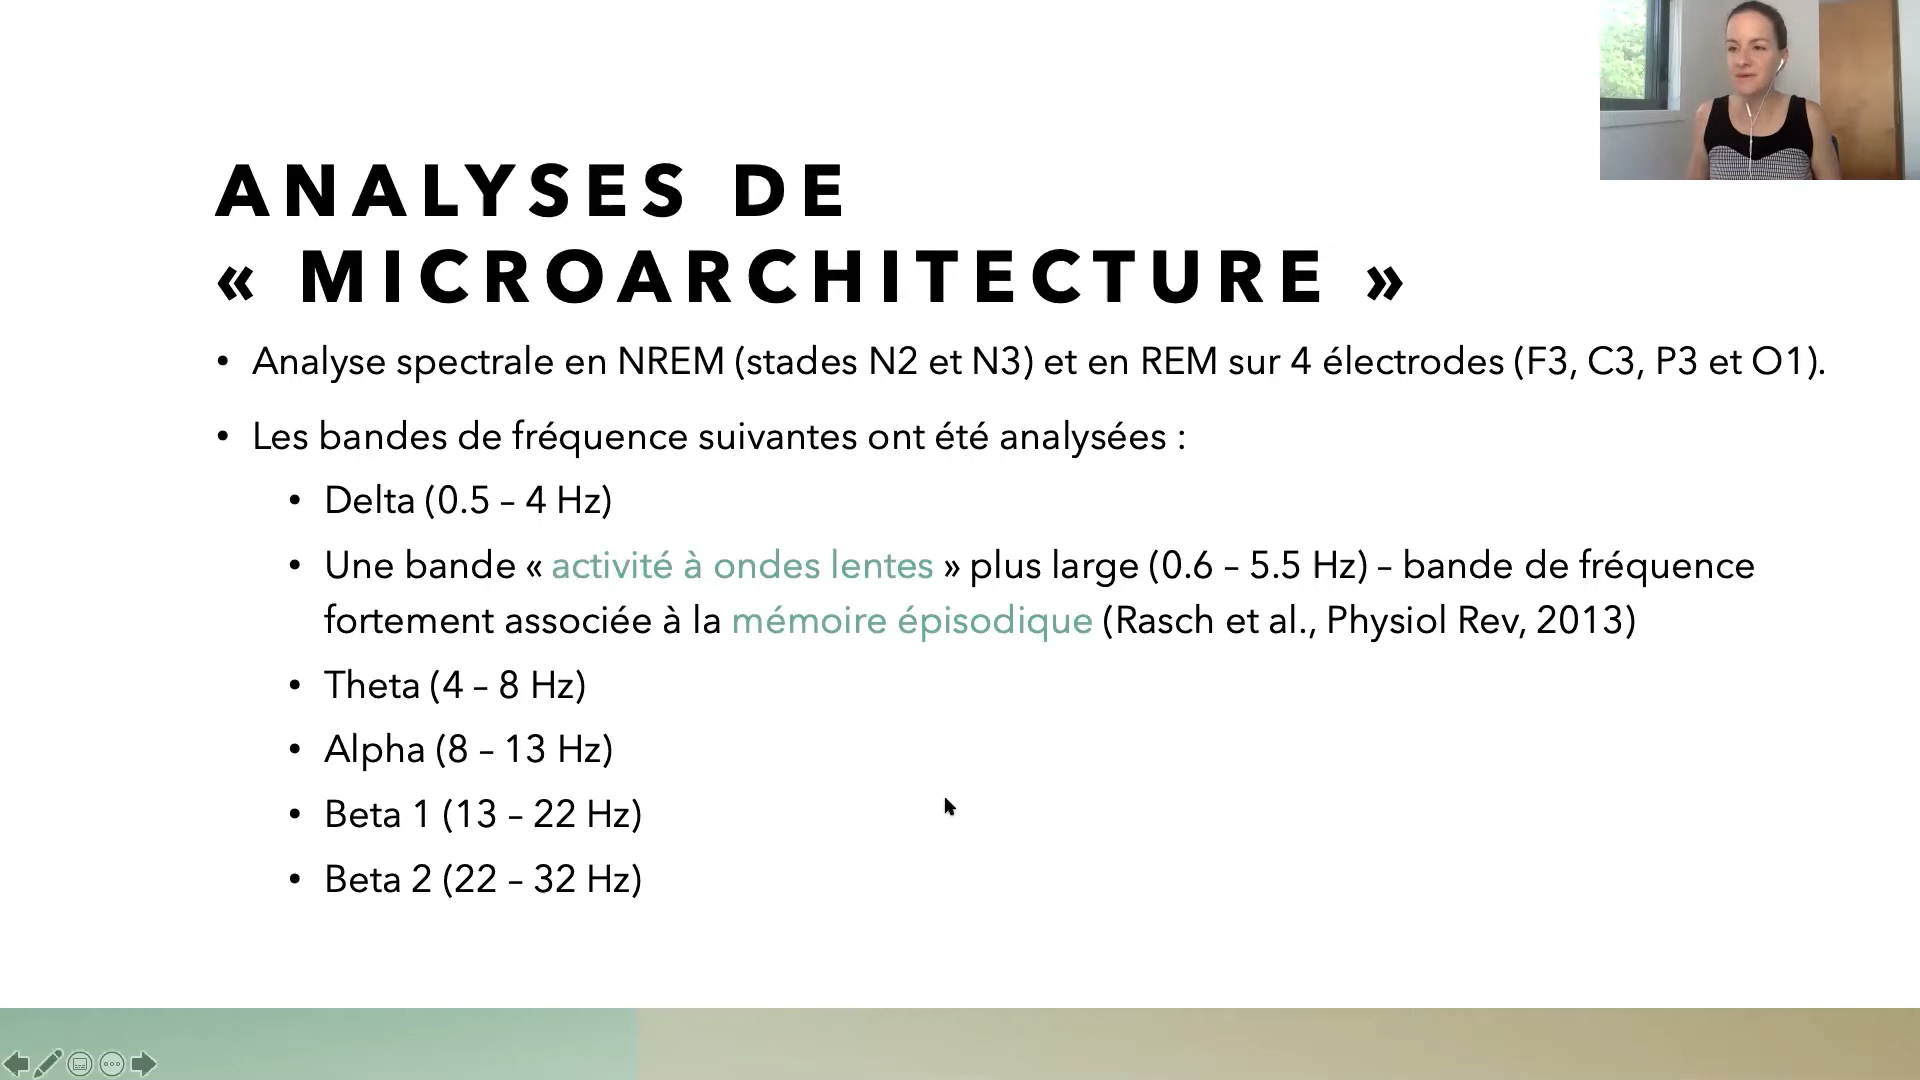 ANALYSES DE
« MICROARCHITECTURE »
• Analyse spectrale en NREM (stades N2 et N3) et en REM sur 4 électrodes (F3, C3, P3 et O1).
• Les bandes de fréquence suivantes ont été analysées :
• Delta (0.5 – 4 Hz)
• Une bande « activité à ondes lentes » plus large (0.6 – 5.5 Hz) – bande de fréquence
fortement associée à la mémoire épisodique (Rasch et al., Physiol Rev, 2013)
• Theta (4 – 8 Hz)
• Alpha (8 – 13 Hz)
• Beta 1 (13 – 22 Hz)
• Beta 2 (22 – 32 Hz)